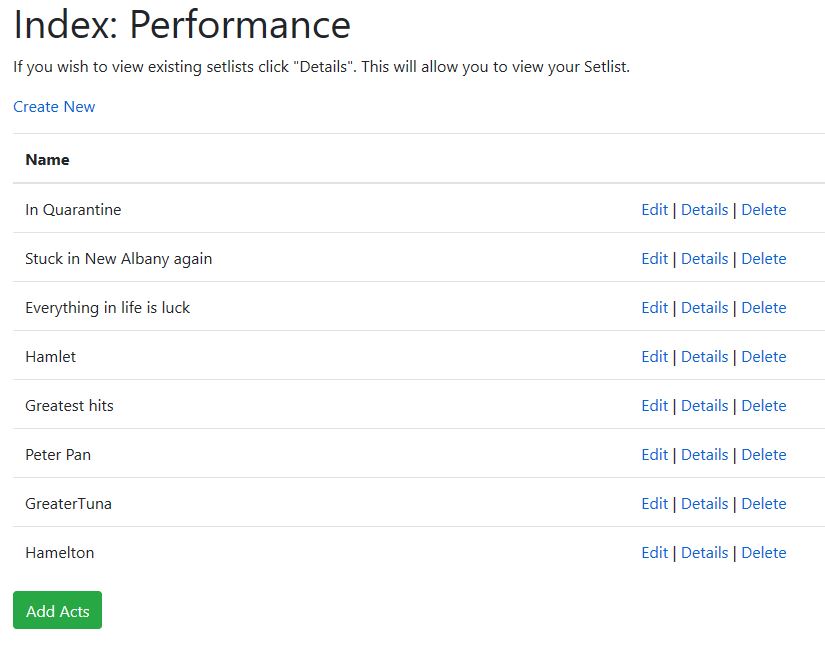 Index: Performance
If you wish to view existing setlists click "Details". This will allow you to view your Setlist.
Create New
Name
In Quarantine Edit | Details | Delete
Stuck in New Albany again Edit | Details | Delete
Everything in life is luck Edit | Details | Delete
Hamlet Edit | Details | Delete
Greatest hits Edit | Details | Delete
Peter Pan Edit | Details | Delete
GreaterTuna Edit | Details | Delete
Hamelton Edit | Details | Delete
Add Acts